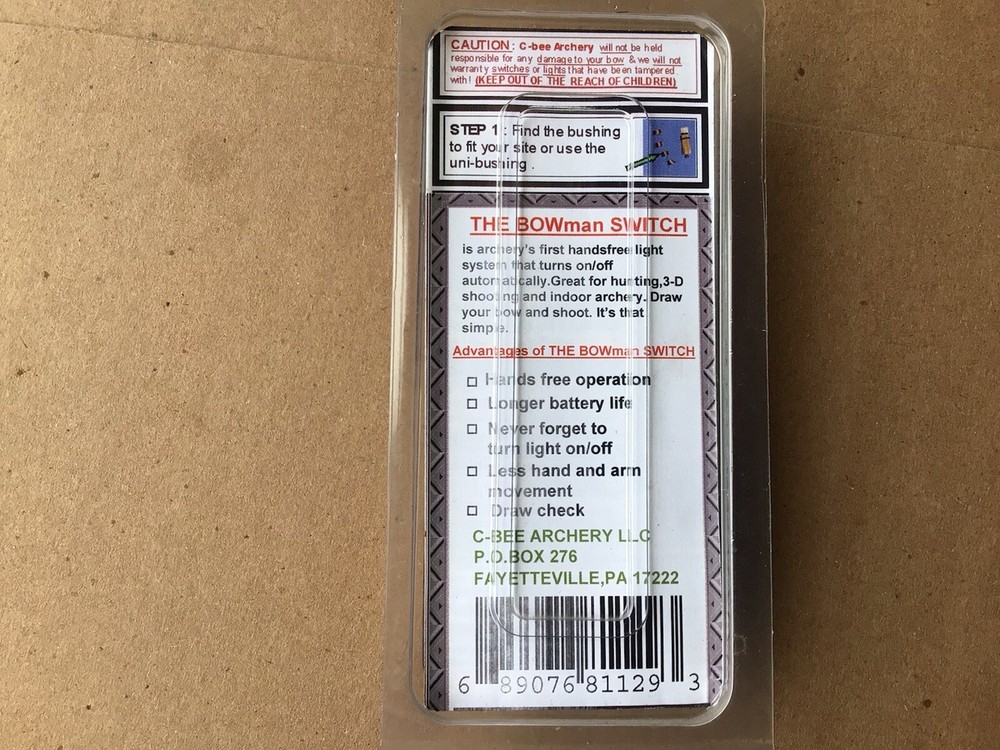 CAUTION : C-bee Archery will not be held
responsible for any damage to your bow & we will not
warranty switches or lights that have been tampered
with! (KEEP OUT OF THE REACH OF CHILDREN)
STEP 1 : Find the bushing
to fit your site or use the
uni-bushing .
THE BOWman SWITCH
is archery's first handsfree light
system that turns on/off
automatically.Great for hunting,3-D
shooting and indoor archery. Draw
your bow and shoot. It's that
simple.
Advantages of THE BOWman SWITCH
Hands free operation
Longer battery life
Never forget to
turn light on/off
Less hand and arm
movement
Draw check
C-BEE ARCHERY LLC
P.O.BOX 276
FAYETTEVILLE,PA 17222
6 89076 81129 3